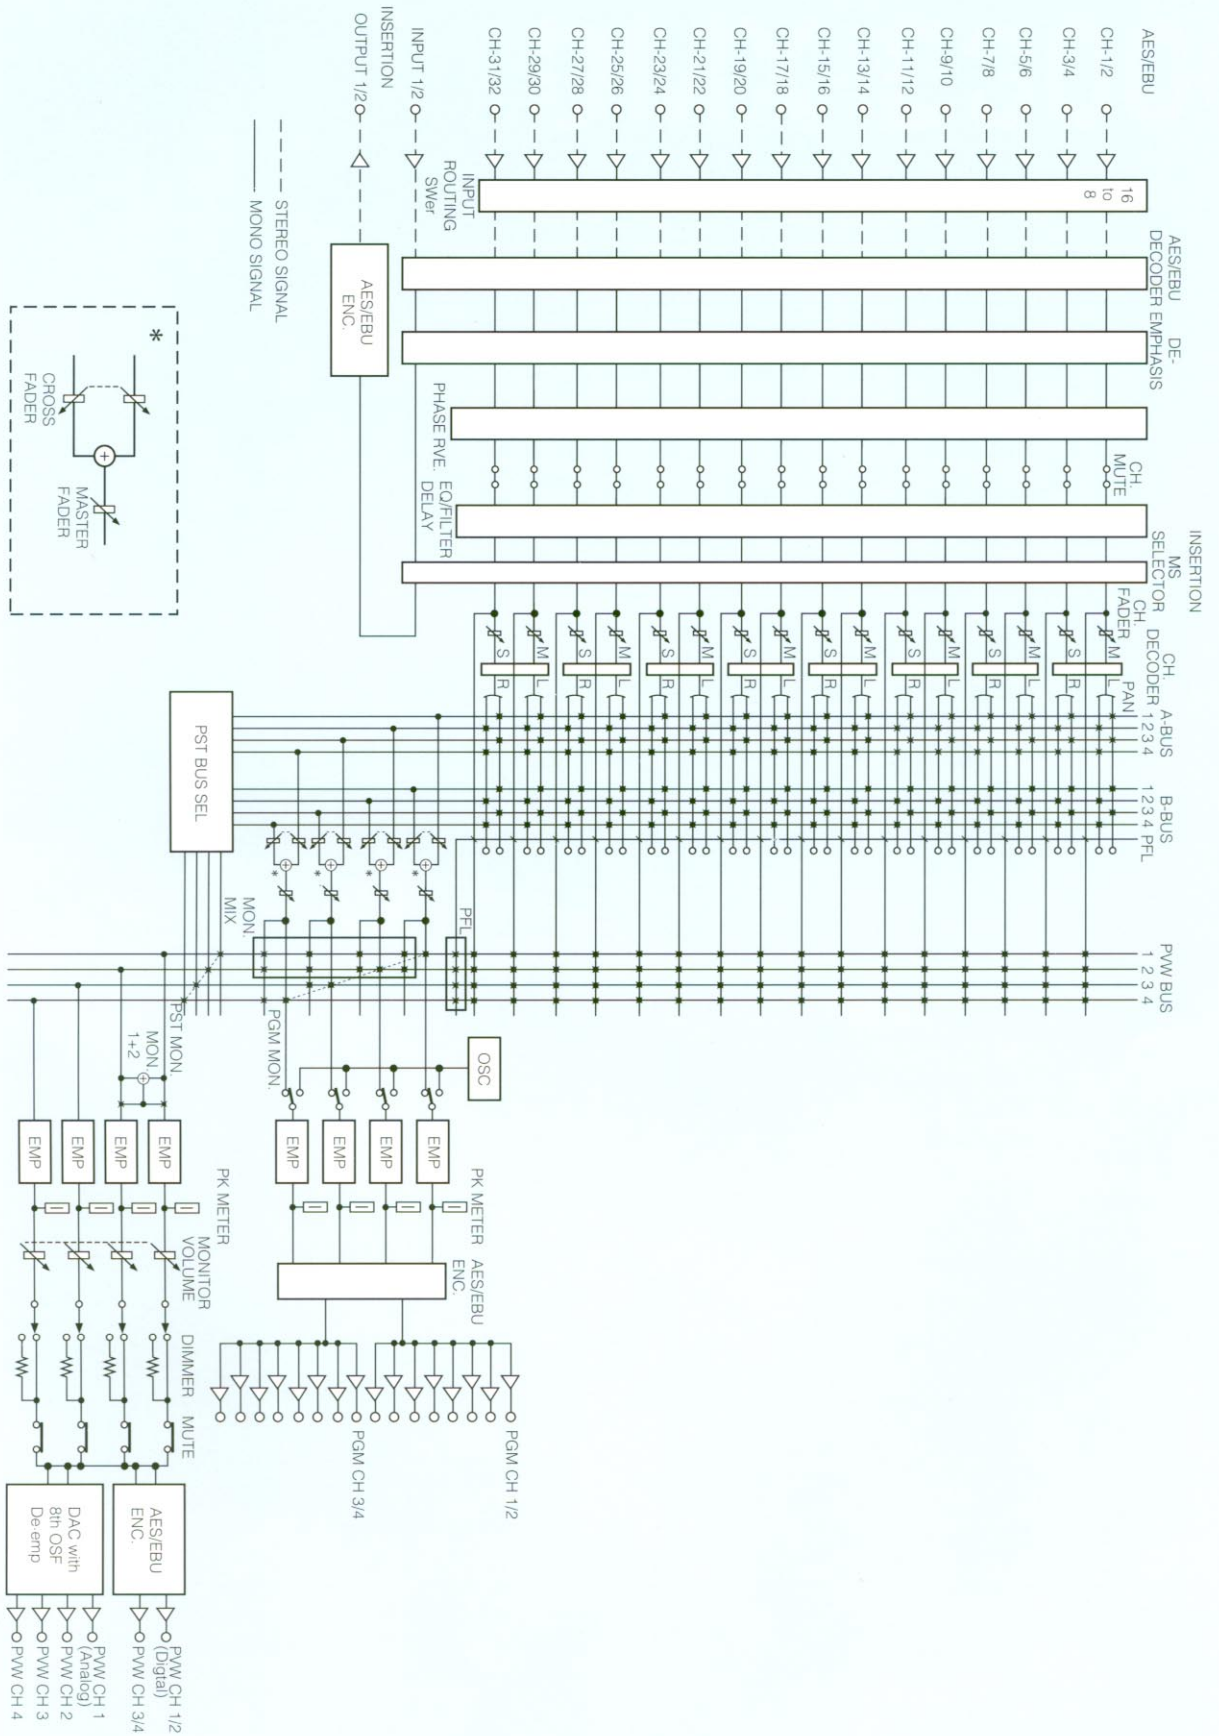 AES/EBU
CH-1/2
CH-3/4
CH-5/6
CH-7/8
CH-9/10
CH-11/12
CH-13/14
CH-15/16
CH-17/18
CH-19/20
CH-21/22
CH-23/24
CH-25/26
CH-27/28
CH-29/30
CH-31/32
INPUT 1/2
INSERTION
OUTPUT 1/2
16
to
8
INPUT
ROUTING
SWer
AES/EBU
DECODER
DE-
EMPHASIS
AES/EBU
ENC.
STEREO SIGNAL
MONO SIGNAL
PHASE RVE.
CH.
MUTE
EQ/FILTER
DELAY
INSERTION
MS
SELECTOR
CH.
FADER
CH.
DECODER
PAN
M L
S R
M L
S R
M L
S R
M L
S R
M L
S R
M L
S R
M L
S R
M L
S R
A-BUS
1 2 3 4
B-BUS
1 2 3 4 PFL
PVW BUS
1 2 3 4
*
CROSS
FADER
MASTER
FADER
PST BUS SEL
*
*
*
MON.
MIX
PFL
PGM MON.
PST MON.
MON.
1+2
OSC
EMP
EMP
EMP
EMP
PK METER
AES/EBU
ENC.
PGM CH 1/2
PGM CH 3/4
EMP
EMP
EMP
EMP
PK METER
MONITOR
VOLUME
DIMMER
MUTE
AES/EBU
ENC.
DAC with
8th OSF
De-emp
PVW CH 1/2
(Digtal)
PVW CH 3/4
PVW CH 1
(Analog)
PVW CH 2
PVW CH 3
PVW CH 4